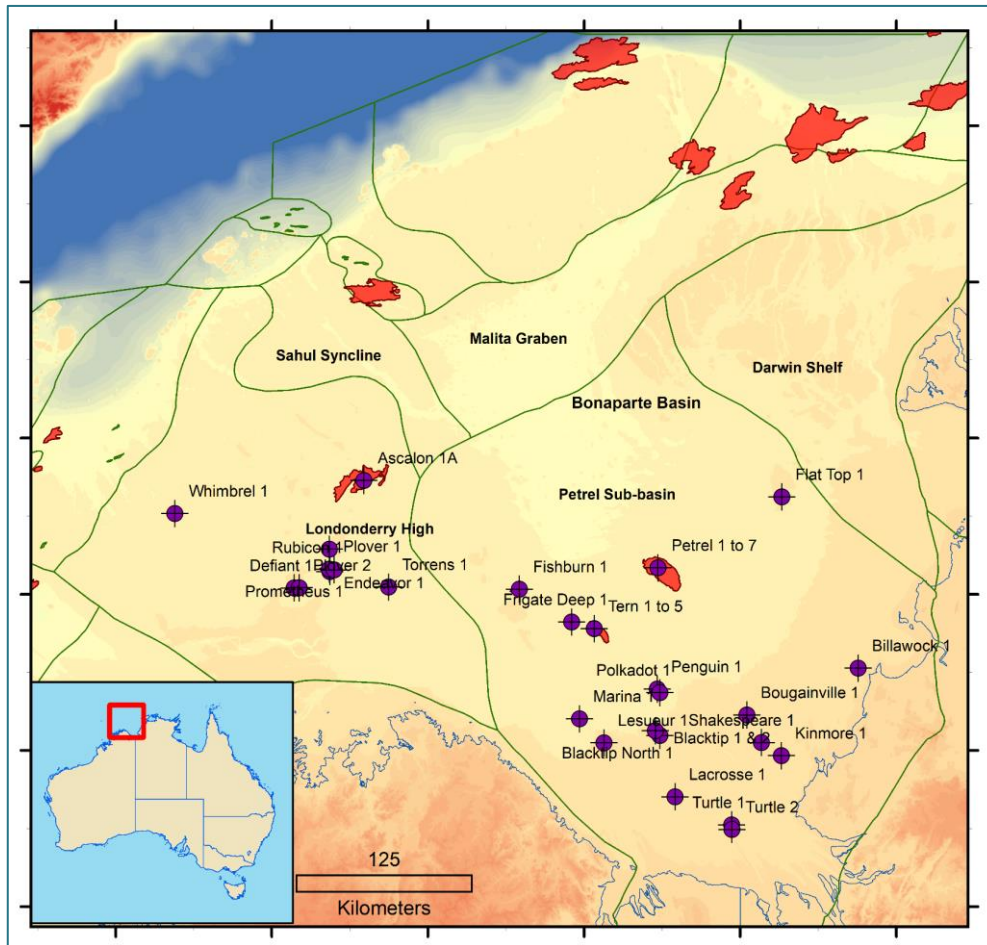 Sahul Syncline
Malita Graben
Darwin Shelf
Bonaparte Basin
Ascalon 1A
Flat Top 1
Whimbrel 1
Petrel Sub-basin
Londonderry High
Rubicon 1
Plover 1
Petrel 1 to 7
Defiant 1
Plover 2
Torrens 1
Fishburn 1
Prometheus 1
Endeavor 1
Frigate Deep 1
Tern 1 to 5
Billawock 1
Polkadot 1
Penguin 1
Marina 1
Bougainville 1
Lesueur 1
Shakespeare 1
Kinmore 1
Blacktip 1 & 2
Blacktip North 1
Lacrosse 1
Turtle 1
Turtle 2
125
Kilometers